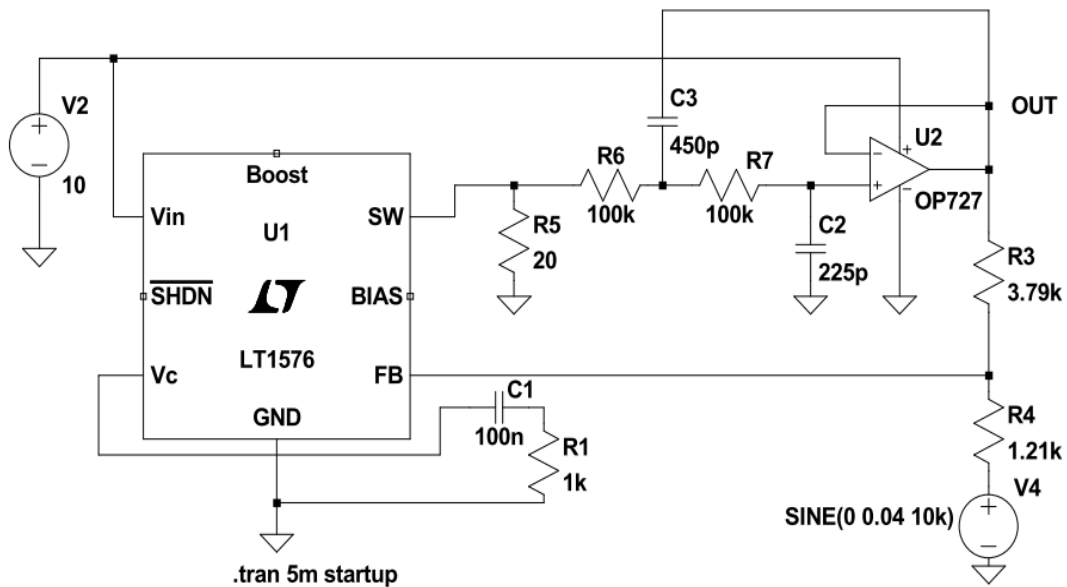 V2
+
−
10
Boost
Vin
SW
U1
SHDN
BIAS
LT1576
Vc
FB
GND
C1
100n
R1
1k
R5
20
R6
100k
C3
450p
R7
100k
C2
225p
−
+
+
−
U2
OP727
OUT
R3
3.79k
R4
1.21k
V4
+
−
SINE(0 0.04 10k)
.tran 5m startup